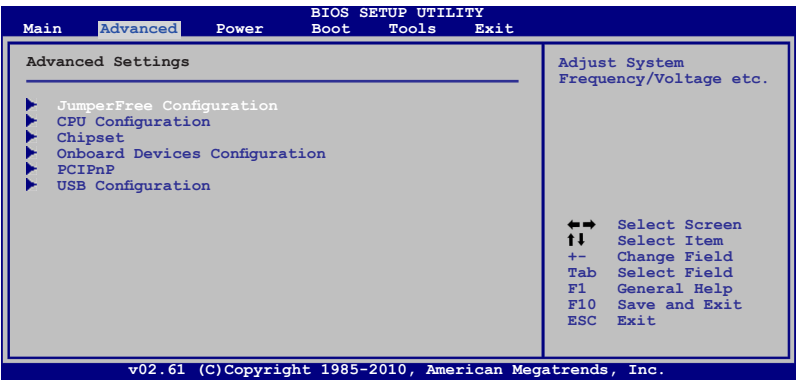 BIOS SETUP UTILITY
Main Advanced Power Boot Tools Exit
Advanced Settings
JumperFree Configuration
CPU Configuration
Chipset
Onboard Devices Configuration
PCIPnP
USB Configuration
Adjust System
Frequency/Voltage etc.
←→ Select Screen
↑↓ Select Item
+- Change Field
Tab Select Field
F1 General Help
F10 Save and Exit
ESC Exit
v02.61 (C)Copyright 1985-2010, American Megatrends, Inc.